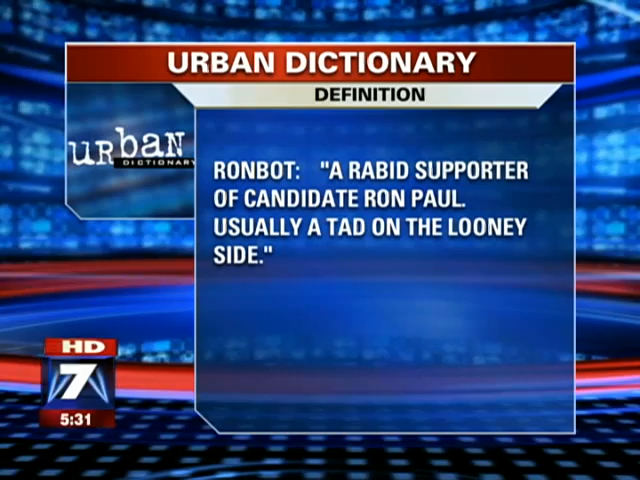 URBAN DICTIONARY
DEFINITION
urban
DICTIONARY
RONBOT: "A RABID SUPPORTER
OF CANDIDATE RON PAUL.
USUALLY A TAD ON THE LOONEY
SIDE."
HD
7
5:31